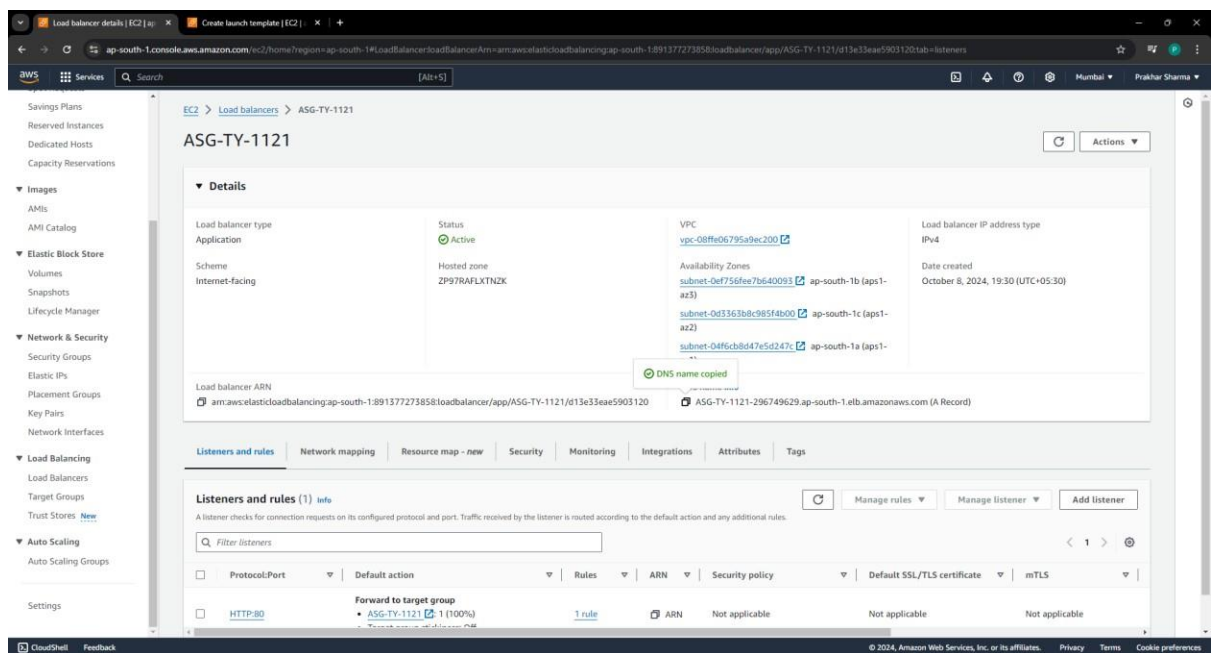 Load balancer details | EC2 | ap
Create launch template | EC2 |
ap-south-1.console.aws.amazon.com/ec2/home?region=ap-south-1#LoadBalancer:loadBalancerArn=arn:aws:elasticloadbalancing:ap-south-1:891377273858:loadbalancer/app/ASG-TY-1121/d13e33eae5903120;tab=listeners
aws Services Search [Alt+S] Mumbai Prakhar Sharma
Savings Plans
Reserved Instances
Dedicated Hosts
Capacity Reservations
Images
AMIs
AMI Catalog
Elastic Block Store
Volumes
Snapshots
Lifecycle Manager
Network & Security
Security Groups
Elastic IPs
Placement Groups
Key Pairs
Network Interfaces
Load Balancing
Load Balancers
Target Groups
Trust Stores New
Auto Scaling
Auto Scaling Groups
Settings
EC2 > Load balancers > ASG-TY-1121
ASG-TY-1121
Actions
Details
Load balancer type
Application
Status
Active
VPC
vpc-08ffe06795a9ec200
Load balancer IP address type
IPv4
Scheme
Internet-facing
Hosted zone
ZP97RAFLXTNZK
Availability Zones
subnet-0ef756fee7b640093 ap-south-1b (aps1-
az3)
subnet-0d3363b8c985f4b00 ap-south-1c (aps1-
az2)
subnet-04f6cb8d47e5d247c ap-south-1a (aps1-
Date created
October 8, 2024, 19:30 (UTC+05:30)
DNS name copied
Load balancer ARN
arn:aws:elasticloadbalancing:ap-south-1:891377273858:loadbalancer/app/ASG-TY-1121/d13e33eae5903120
ASG-TY-1121-296749629.ap-south-1.elb.amazonaws.com (A Record)
Listeners and rules Network mapping Resource map - new Security Monitoring Integrations Attributes Tags
Listeners and rules (1) Info
Manage rules Manage listener Add listener
A listener checks for connection requests on its configured protocol and port. Traffic received by the listener is routed according to the default action and any additional rules.
Filter listeners
1
Protocol:Port Default action Rules ARN Security policy Default SSL/TLS certificate mTLS
Forward to target group
HTTP:80 • ASG-TY-1121: 1 (100%) 1 rule ARN Not applicable Not applicable Not applicable
CloudShell Feedback © 2024, Amazon Web Services, Inc. or its affiliates. Privacy Terms Cookie preferences